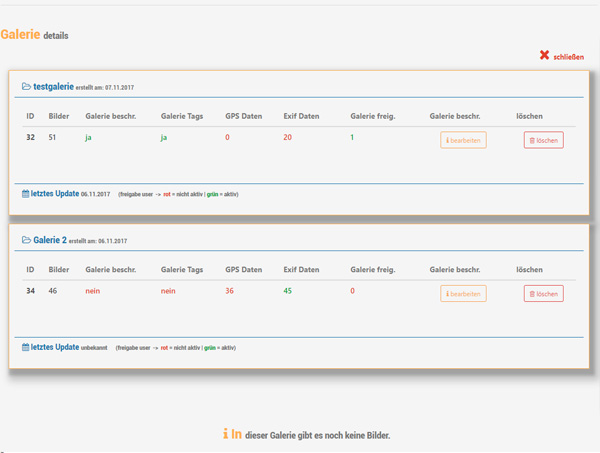 Galerie details
schließen
testgalerie erstellt am: 07.11.2017
ID Bilder Galerie beschr. Galerie Tags GPS Daten Exif Daten Galerie freig. Galerie beschr. löschen
32 51 ja ja 0 20 1 bearbeiten löschen
letztes Update 06.11.2017 (freigabe user -> rot = nicht aktiv | grün = aktiv)
Galerie 2 erstellt am: 06.11.2017
ID Bilder Galerie beschr. Galerie Tags GPS Daten Exif Daten Galerie freig. Galerie beschr. löschen
34 46 nein nein 36 45 0 bearbeiten löschen
letztes Update unbekannt (freigabe user -> rot = nicht aktiv | grün = aktiv)
In dieser Galerie gibt es noch keine Bilder.